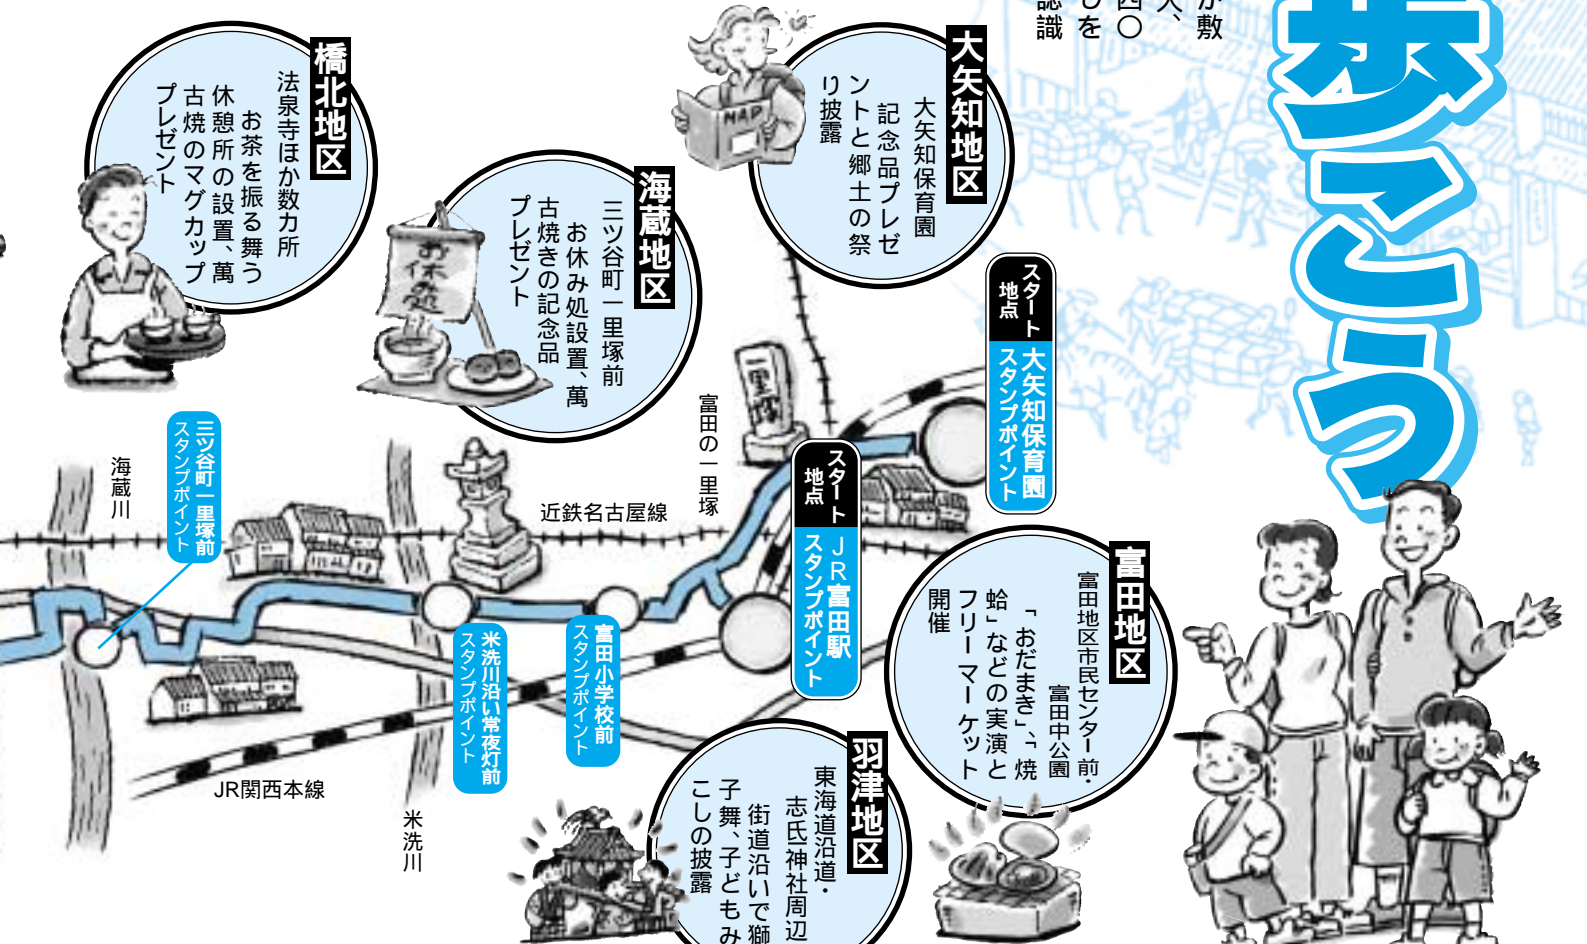 歩こう
が敷
人、
四〇
しを
認識
大矢知地区
大矢知保育園
記念品プレゼ
ントと郷土の祭
り披露
MAP
海蔵地区
三ツ谷町一里塚前
お休み処設置、萬
古焼きの記念品
プレゼント
お休み処
橋北地区
法泉寺ほか数カ所
お茶を振る舞う
休憩所の設置、萬
古焼のマグカップ
プレゼント
スタート
地点
大矢知保育園
スタンプポイント
一里塚
富田の一里塚
スタート
地点
JR富田駅
スタンプポイント
近鉄名古屋線
三ツ谷町一里塚前
スタンプポイント
海蔵川
富田地区
富田地区市民センター前・
富田中公園
「おだまき」、「焼
蛤」などの実演と
フリーマーケット
開催
富田小学校前
スタンプポイント
米洗川沿い常夜灯前
スタンプポイント
JR関西本線
米洗川
羽津地区
東海道沿道・
志氏神社周辺
街道沿いで獅
子舞、子どもみ
こしの披露